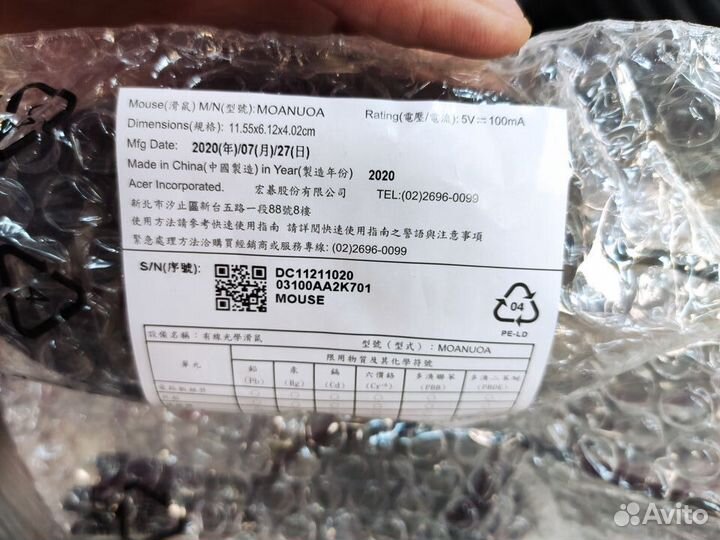 Mouse(滑鼠) M/N(型號):MOANUOA
Rating(電壓/電流):5V⎓100mA
Dimensions(規格): 11.55x6.12x4.02cm
Mfg Date: 2020(年)/07(月)/27(日)
Made in China(中國製造) in Year(製造年份) 2020
Acer Incorporated. 宏碁股份有限公司 TEL:(02)2696-0099
新北市汐止區新台五路一段88號8樓
使用方法請參考快速使用指南 請詳閱快速使用指南之警語與注意事項
緊急處理方法洽購買經銷商或服務專線: (02)2696-0099
S/N(序號): DC11211020
03100AA2K701
MOUSE
04
PE-LD
設備名稱:有線光學滑鼠 型號(型式):MOANUOA
限用物質及其化學符號
單元
鉛 汞 鎘 六價鉻 多溴聯苯 多溴二苯醚
(Pb) (Hg) (Cd) (Cr⁺⁶) (PBB) (PBDE)
Avito